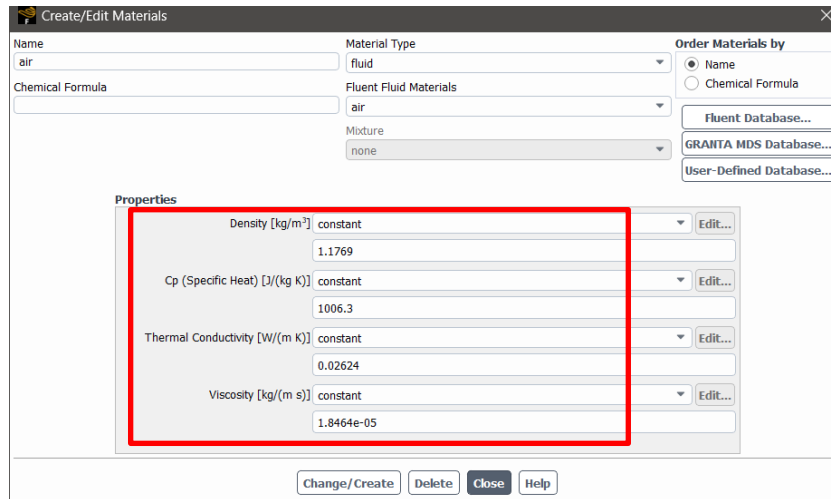 Create/Edit Materials
Name
Material Type
Order Materials by
air
fluid
Name
Chemical Formula
Chemical Formula
Fluent Fluid Materials
air
Fluent Database...
Mixture
none
GRANTA MDS Database...
User-Defined Database...
Properties
Density [kg/m³] constant Edit...
1.1769
Cp (Specific Heat) [J/(kg K)] constant Edit...
1006.3
Thermal Conductivity [W/(m K)] constant Edit...
0.02624
Viscosity [kg/(m s)] constant Edit...
1.8464e-05
Change/Create Delete Close Help